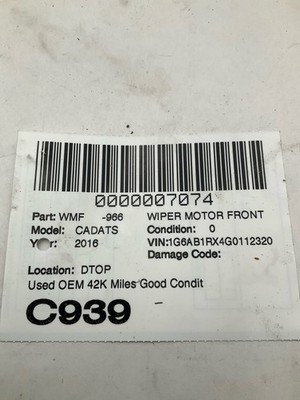 0000007074
Part: WMF -966 WIPER MOTOR FRONT
Model: CADATS Condition: 0
Year: 2016 VIN:1G6AB1RX4G0112320
Damage Code:
Location: DTOP
Used OEM 42K Miles Good Condit
C939